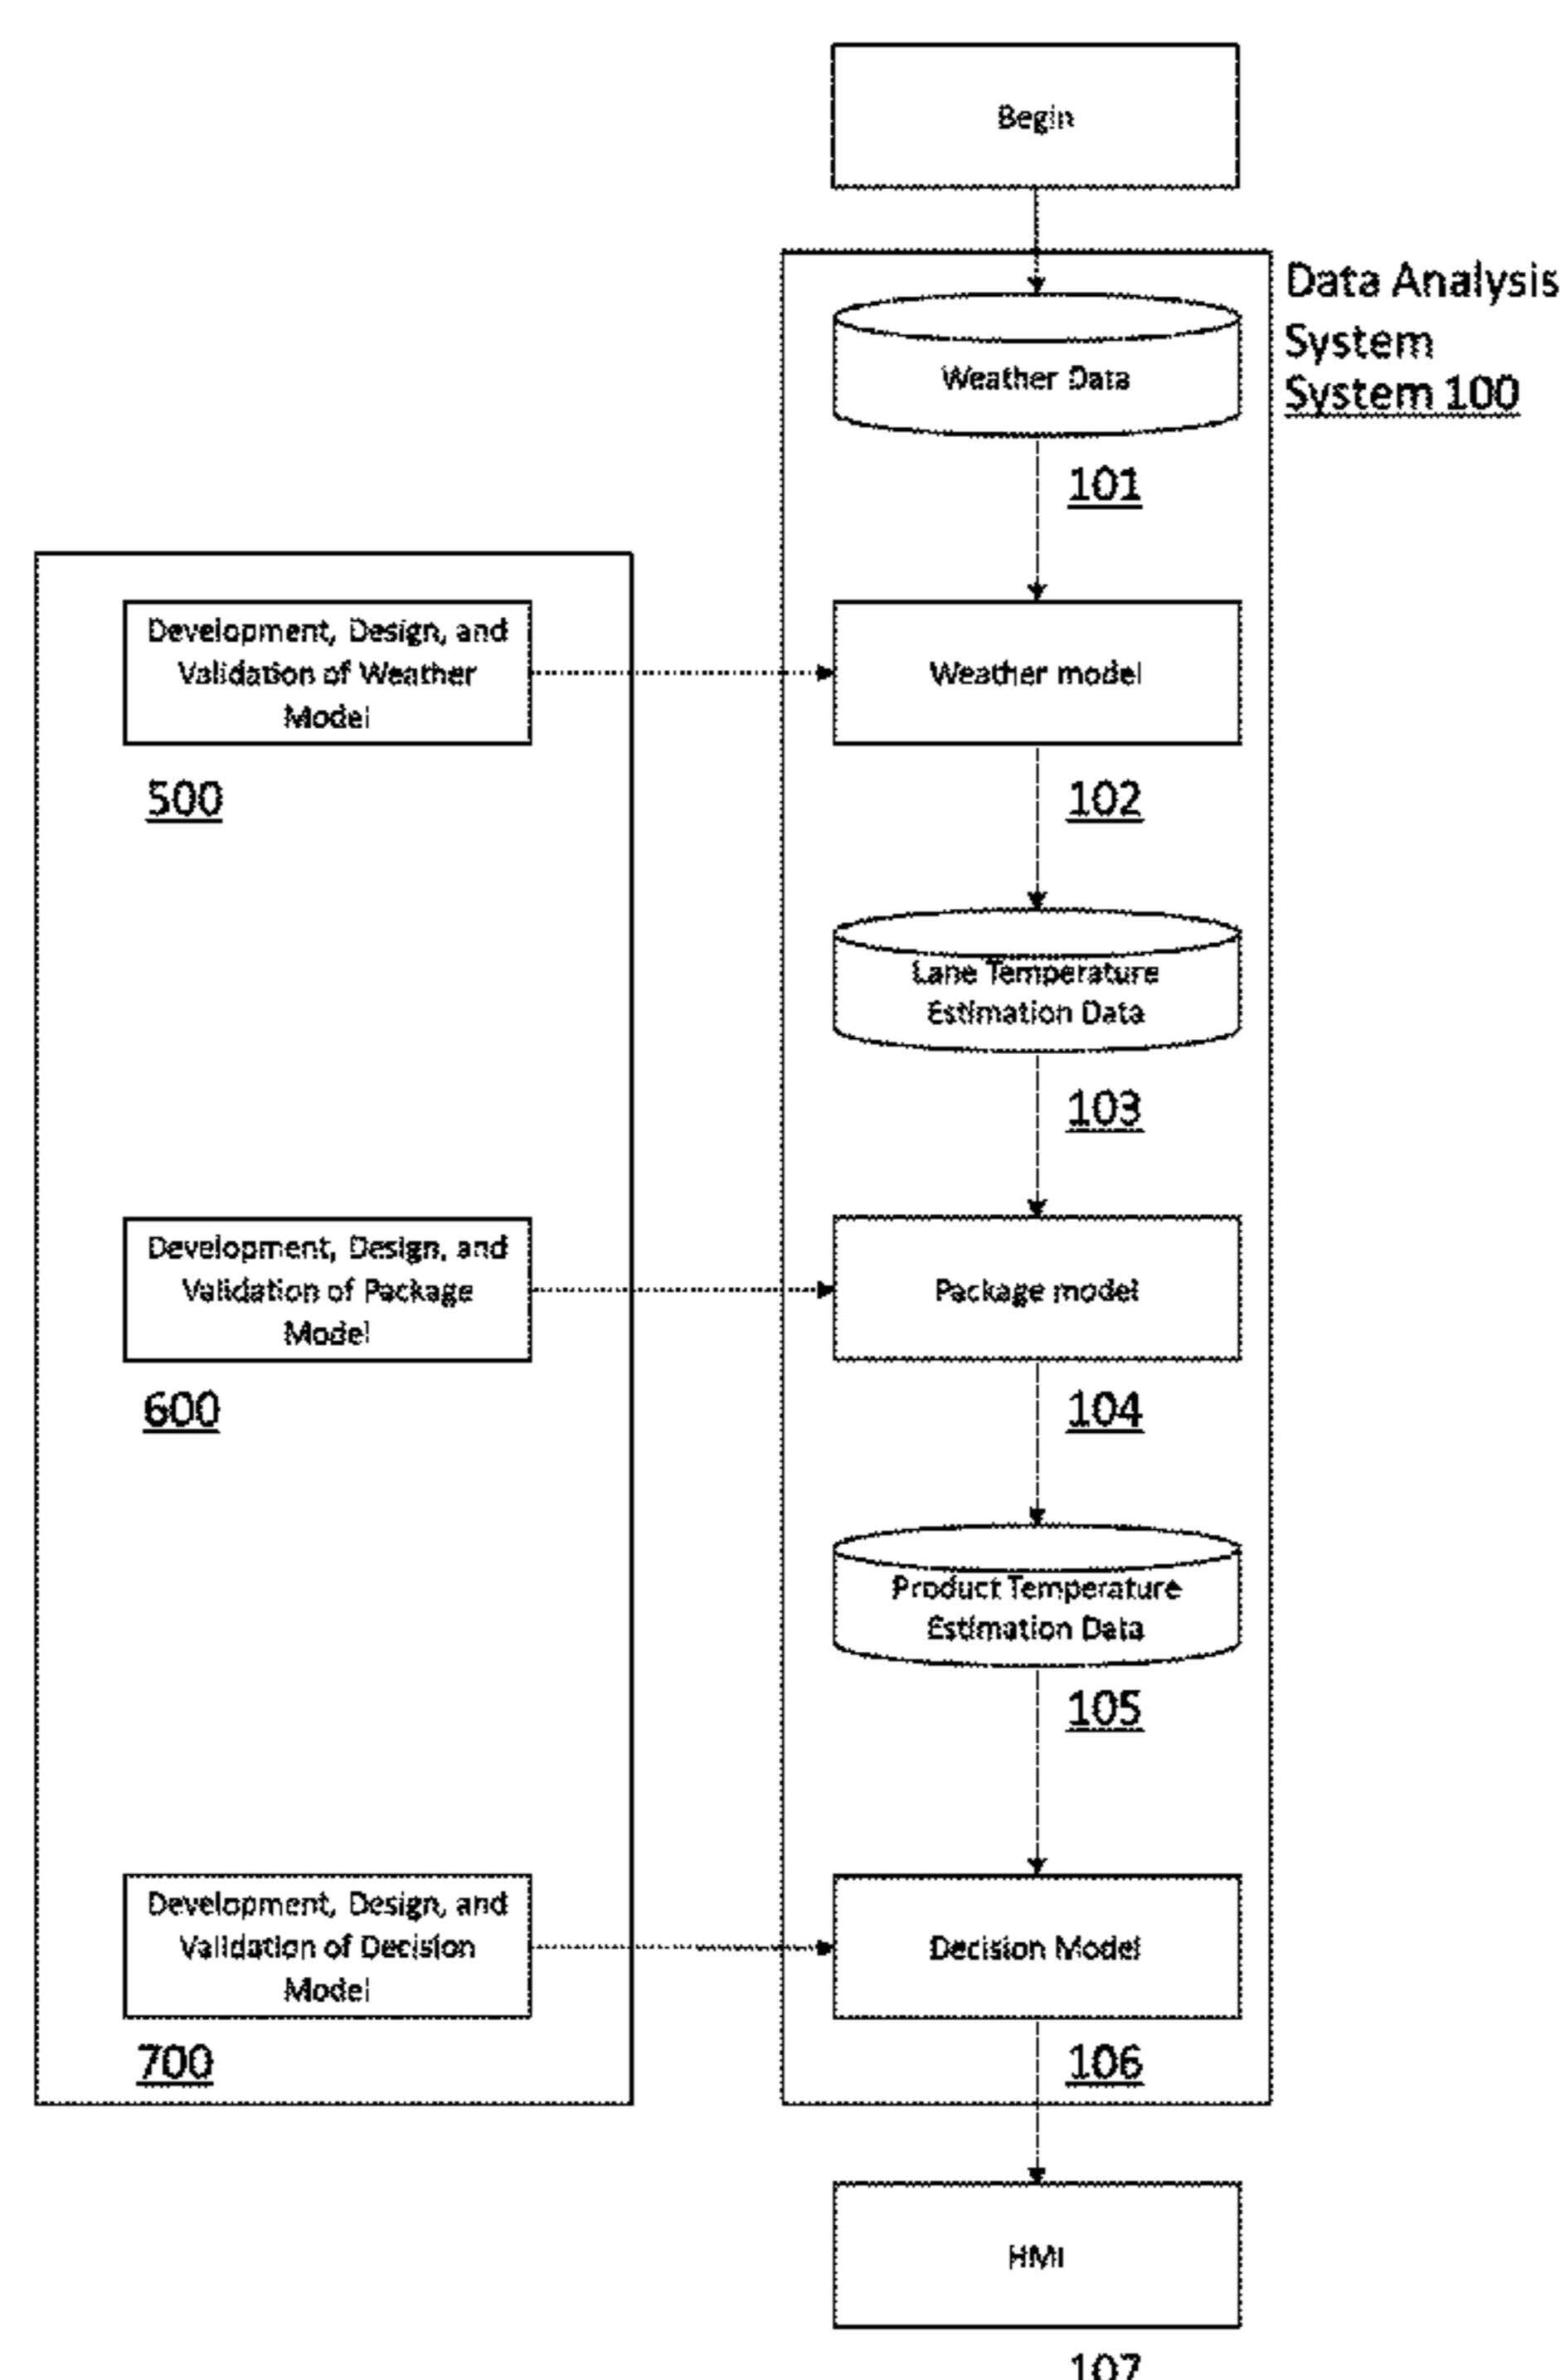 Begin
Data Analysis
System
System 100
Weather Data
101
Development, Design, and
Validation of Weather
Model
500
Weather model
102
Lane Temperature
Estimation Data
103
Development, Design, and
Validation of Package
Model
600
Package model
104
Product Temperature
Estimation Data
105
Development, Design, and
Validation of Decision
Model
700
Decision Model
106
HMI
107